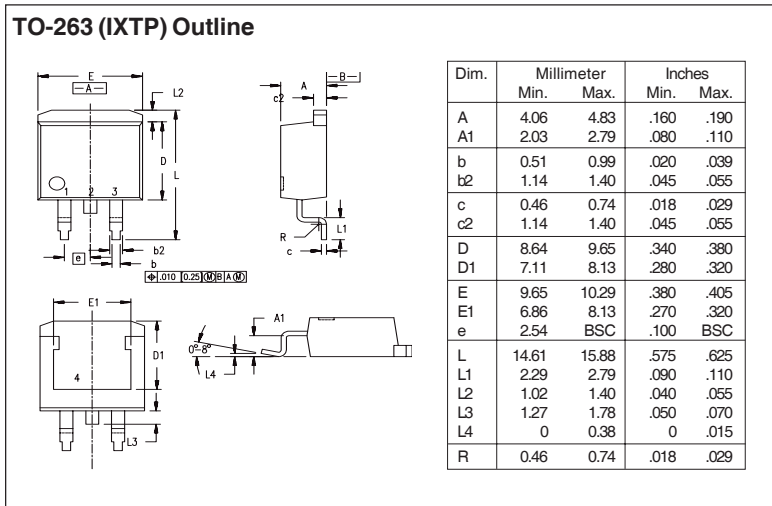 TO-263 (IXTP) Outline
E
A
L2
D
L
1 2 3
e
b2
b
.010 [0.25] M B A M
A
B
c2
R
L1
c
E1
D1
4
L3
A1
0°-8°
L4
Dim. Millimeter Inches
Min. Max. Min. Max.
A 4.06 4.83 .160 .190
A1 2.03 2.79 .080 .110
b 0.51 0.99 .020 .039
b2 1.14 1.40 .045 .055
c 0.46 0.74 .018 .029
c2 1.14 1.40 .045 .055
D 8.64 9.65 .340 .380
D1 7.11 8.13 .280 .320
E 9.65 10.29 .380 .405
E1 6.86 8.13 .270 .320
e 2.54 BSC .100 BSC
L 14.61 15.88 .575 .625
L1 2.29 2.79 .090 .110
L2 1.02 1.40 .040 .055
L3 1.27 1.78 .050 .070
L4 0 0.38 0 .015
R 0.46 0.74 .018 .029